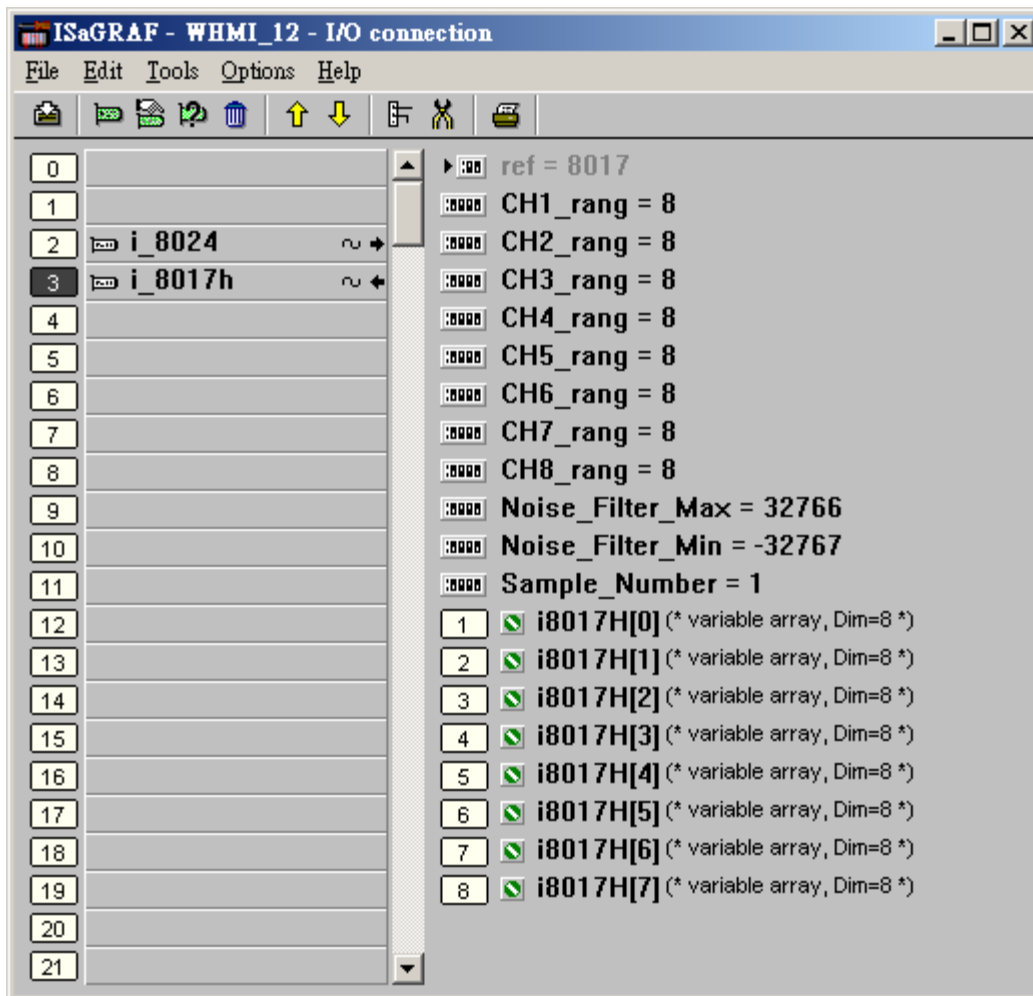 ISaGRAF - WHMI_12 - I/O connection
File Edit Tools Options Help
0
1
2 i_8024
3 i_8017h
4
5
6
7
8
9
10
11
12
13
14
15
16
17
18
19
20
21
ref = 8017
CH1_rang = 8
CH2_rang = 8
CH3_rang = 8
CH4_rang = 8
CH5_rang = 8
CH6_rang = 8
CH7_rang = 8
CH8_rang = 8
Noise_Filter_Max = 32766
Noise_Filter_Min = -32767
Sample_Number = 1
1 i8017H[0] (* variable array, Dim=8 *)
2 i8017H[1] (* variable array, Dim=8 *)
3 i8017H[2] (* variable array, Dim=8 *)
4 i8017H[3] (* variable array, Dim=8 *)
5 i8017H[4] (* variable array, Dim=8 *)
6 i8017H[5] (* variable array, Dim=8 *)
7 i8017H[6] (* variable array, Dim=8 *)
8 i8017H[7] (* variable array, Dim=8 *)